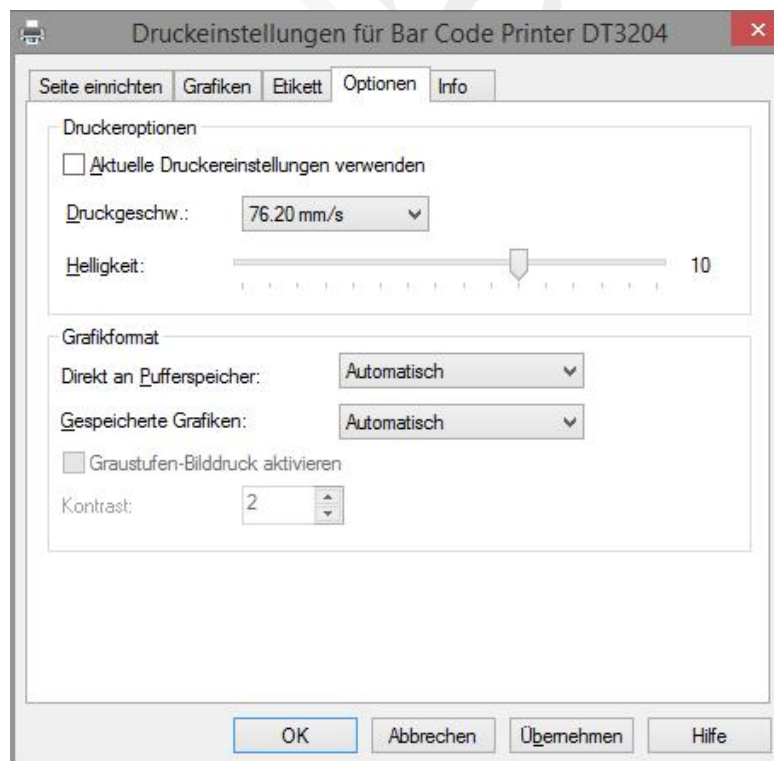 Druckeinstellungen für Bar Code Printer DT3204
Seite einrichten Grafiken Etikett Optionen Info
Druckeroptionen
Aktuelle Druckereinstellungen verwenden
Druckgeschw.: 76.20 mm/s
Helligkeit: 10
Grafikformat
Direkt an Pufferspeicher: Automatisch
Gespeicherte Grafiken: Automatisch
Graustufen-Bilddruck aktivieren
Kontrast: 2
OK Abbrechen Übernehmen Hilfe